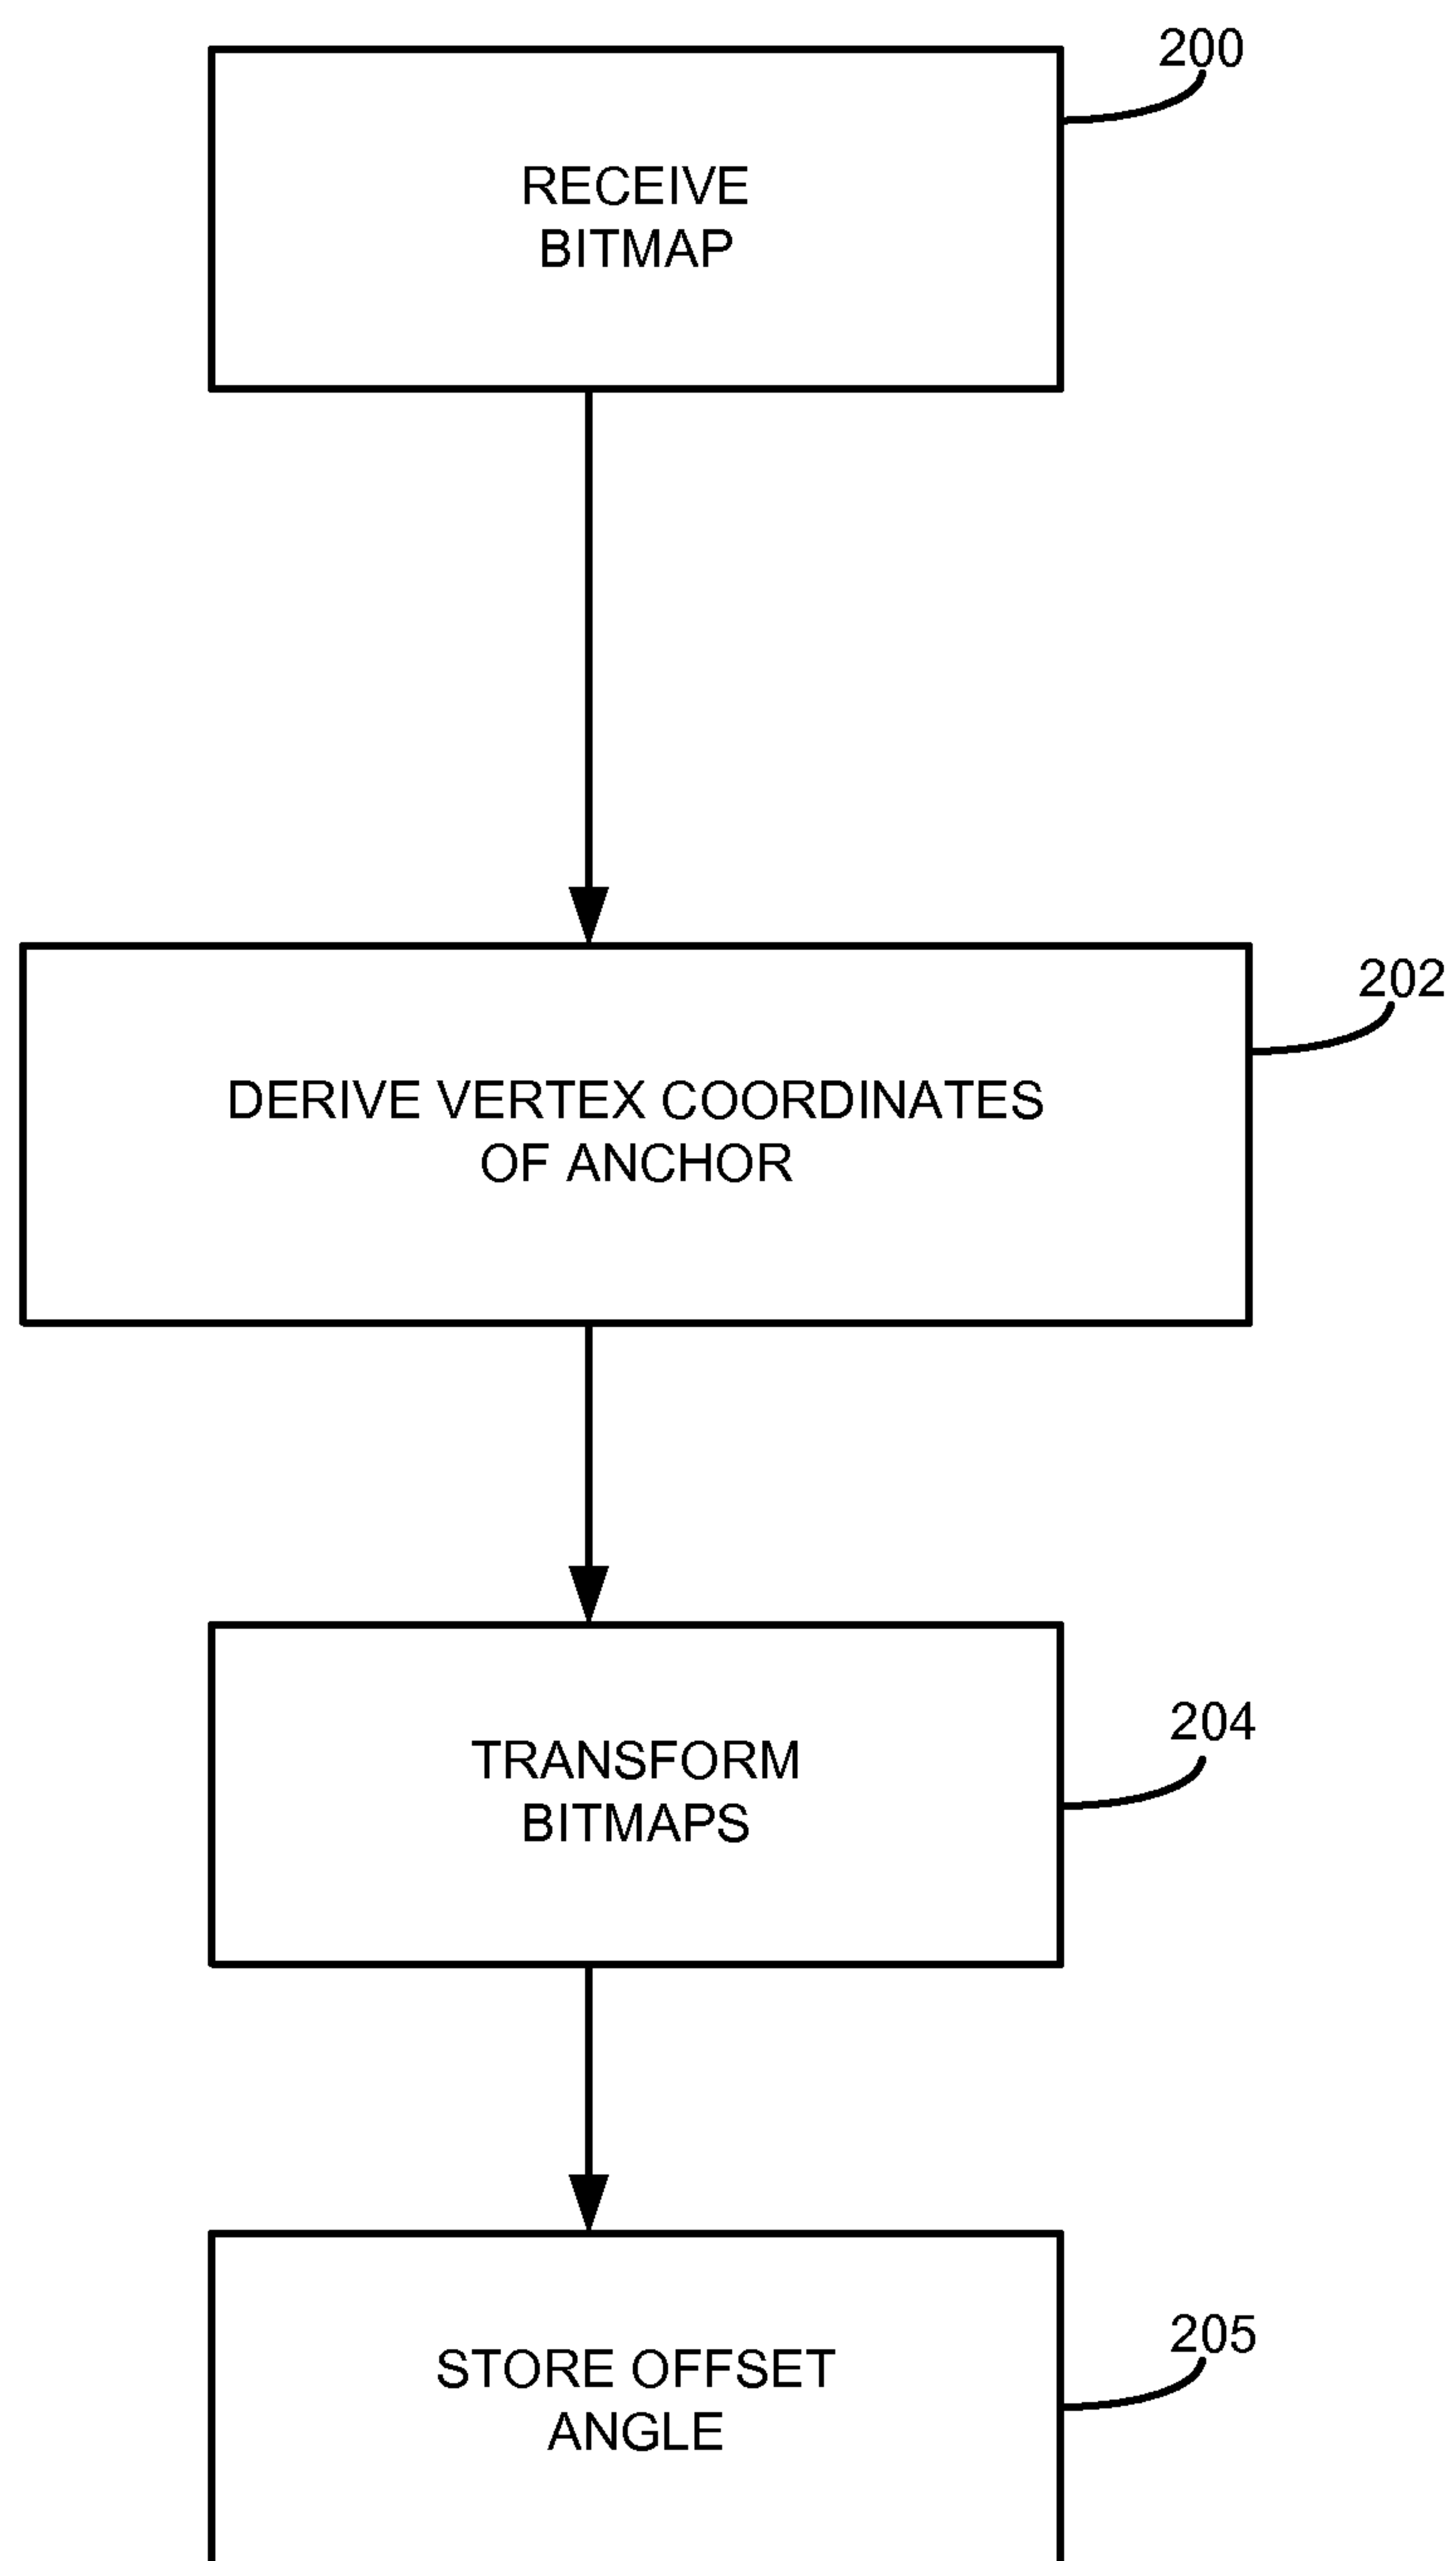 200
RECEIVE
BITMAP
202
DERIVE VERTEX COORDINATES
OF ANCHOR
204
TRANSFORM
BITMAPS
205
STORE OFFSET
ANGLE